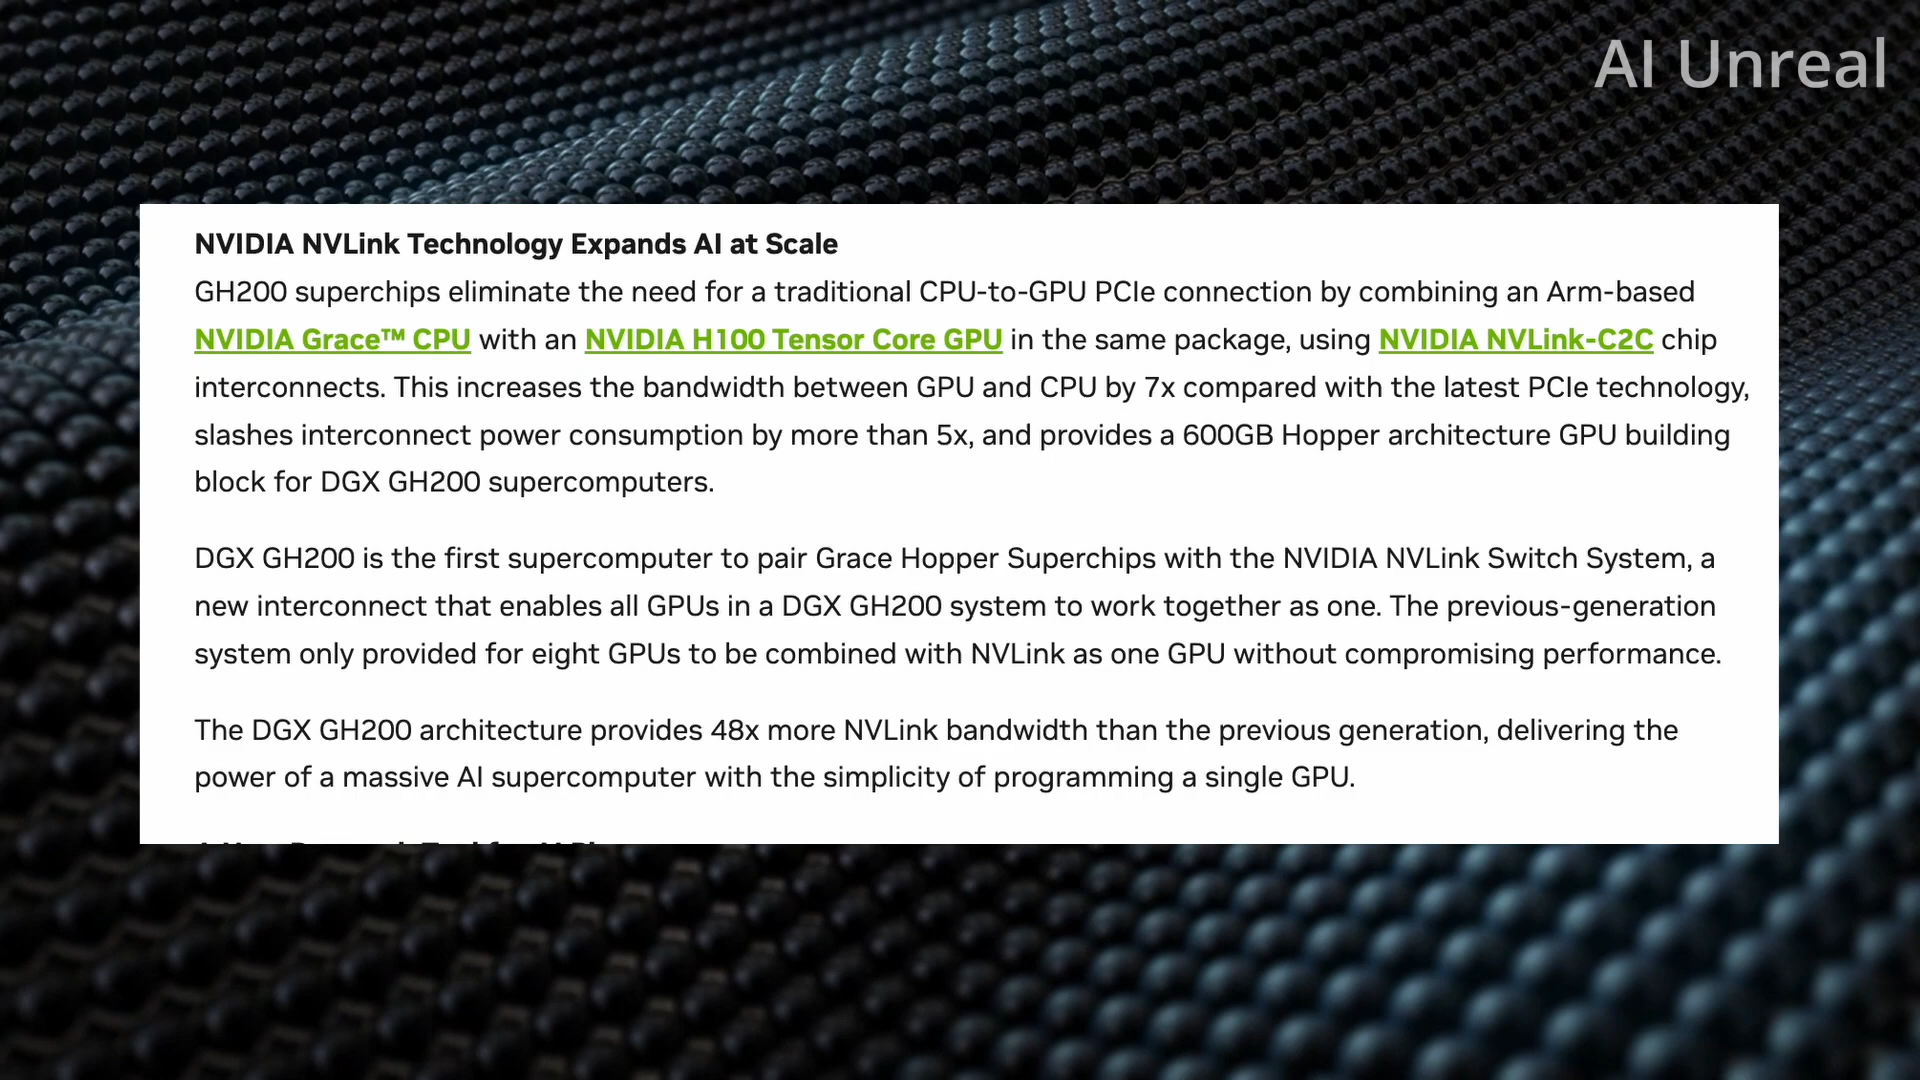 AI Unreal
NVIDIA NVLink Technology Expands AI at Scale
GH200 superchips eliminate the need for a traditional CPU-to-GPU PCIe connection by combining an Arm-based
NVIDIA Grace™ CPU with an NVIDIA H100 Tensor Core GPU in the same package, using NVIDIA NVLink-C2C chip
interconnects. This increases the bandwidth between GPU and CPU by 7x compared with the latest PCIe technology,
slashes interconnect power consumption by more than 5x, and provides a 600GB Hopper architecture GPU building
block for DGX GH200 supercomputers.
DGX GH200 is the first supercomputer to pair Grace Hopper Superchips with the NVIDIA NVLink Switch System, a
new interconnect that enables all GPUs in a DGX GH200 system to work together as one. The previous-generation
system only provided for eight GPUs to be combined with NVLink as one GPU without compromising performance.
The DGX GH200 architecture provides 48x more NVLink bandwidth than the previous generation, delivering the
power of a massive AI supercomputer with the simplicity of programming a single GPU.